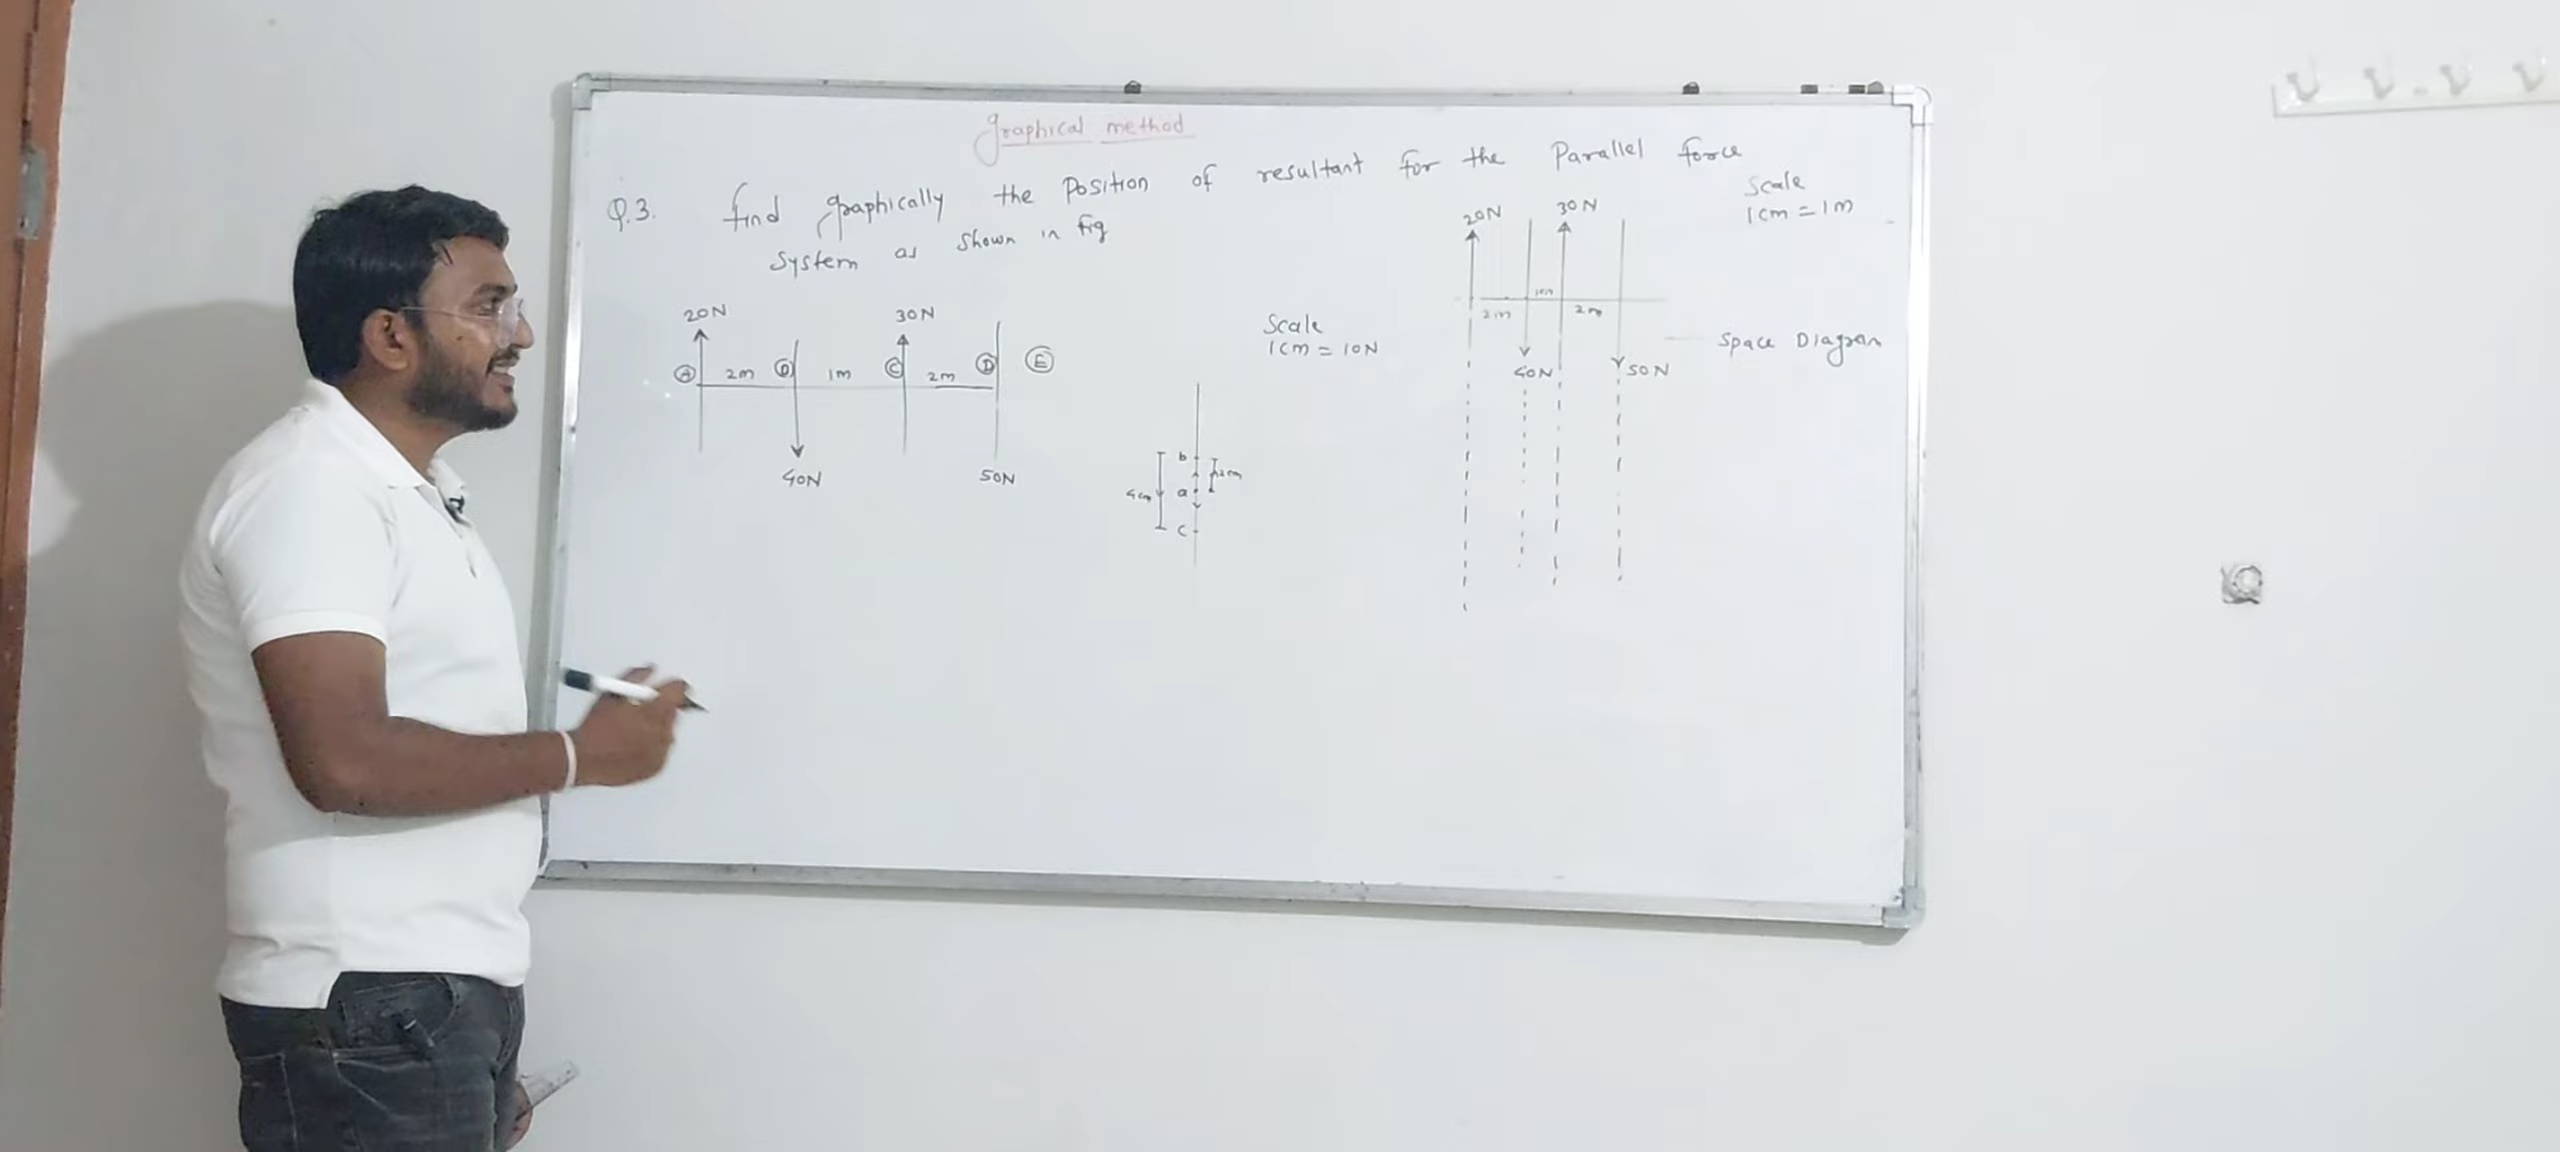 graphical method
Q.3. find graphically the Position of resultant for the Parallel force
system as shown in fig
20N
30N
A 2m B 1m C 2m D E
40N
50N
Scale
1cm = 10N
b
2cm
4cm
a
c
Scale
1cm = 1m
20N
30N
2m
1m
2m
40N
50N
Space Diagram